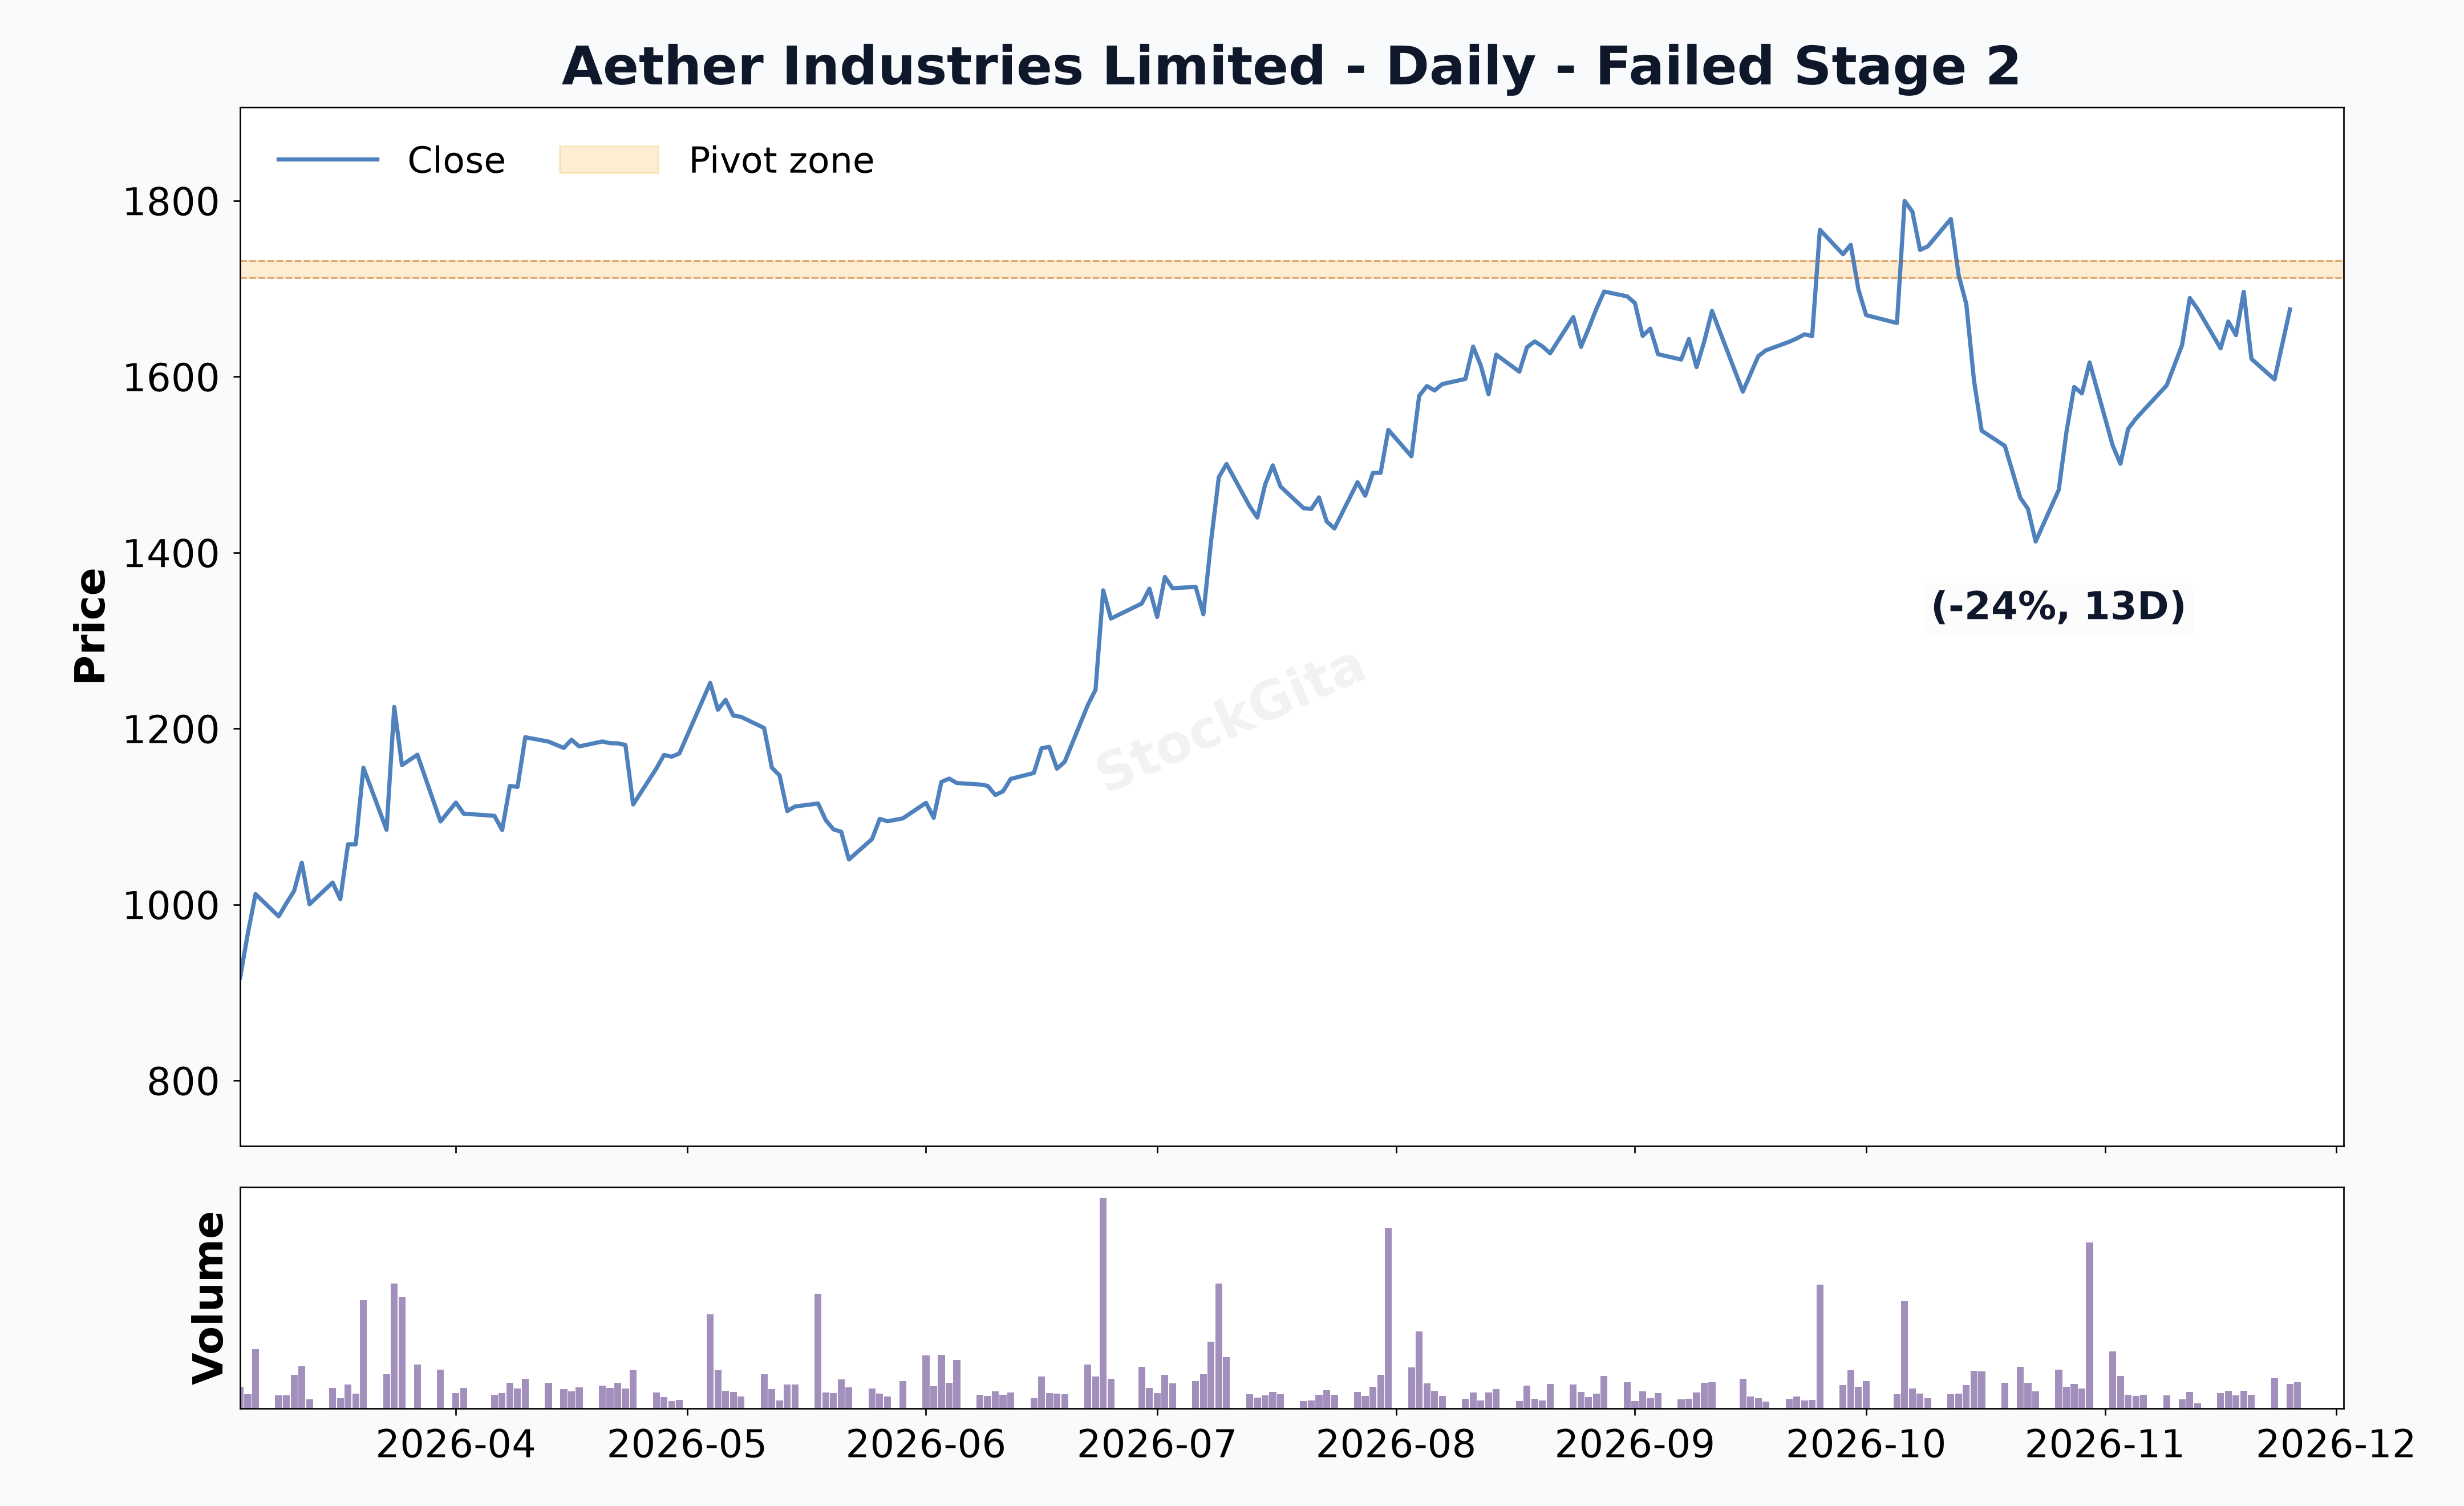 Aether Industries Limited - Daily - Failed Stage 2
Close
Pivot zone
1800
1600
1400
1200
1000
800
Price
(-24%, 13D)
StockGita
Volume
2026-04
2026-05
2026-06
2026-07
2026-08
2026-09
2026-10
2026-11
2026-12